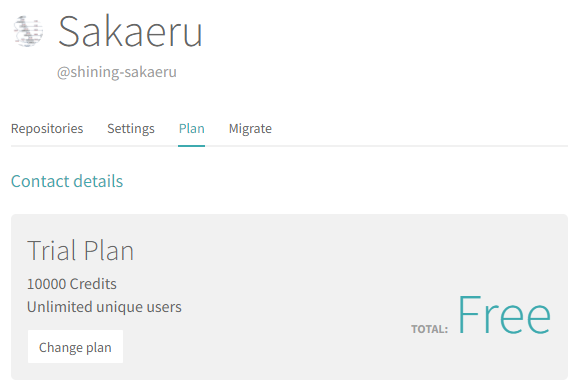 Sakaeru
@shining-sakaeru
Repositories Settings Plan Migrate
Contact details
Trial Plan
10000 Credits
Unlimited unique users
TOTAL: Free
Change plan